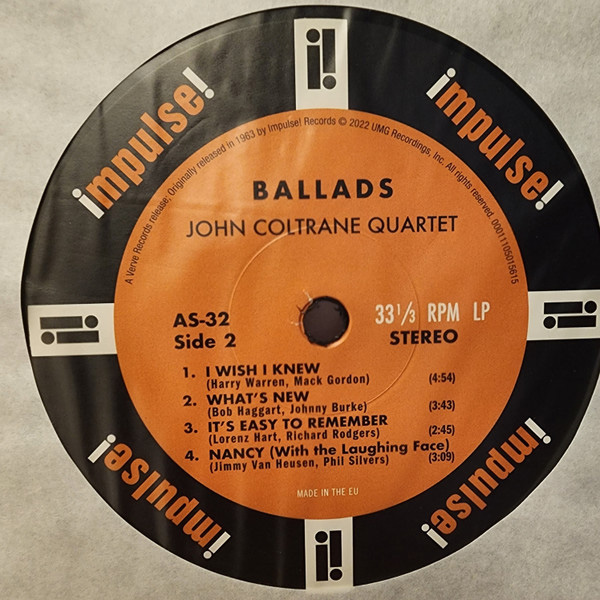 impulse!
impulse!
A Verve Records release; Originally released in 1963 by Impulse! Records © 2022 UMG Recordings, Inc. All rights reserved. 00011105015615
BALLADS
JOHN COLTRANE QUARTET
AS-32 33 1/3 RPM LP
Side 2 STEREO
1. I WISH I KNEW
(Harry Warren, Mack Gordon) (4:54)
2. WHAT'S NEW
(Bob Haggart, Johnny Burke) (3:43)
3. IT'S EASY TO REMEMBER
(Lorenz Hart, Richard Rodgers) (2:45)
4. NANCY (With the Laughing Face)
(Jimmy Van Heusen, Phil Silvers) (3:09)
MADE IN THE EU
impulse!
impulse!